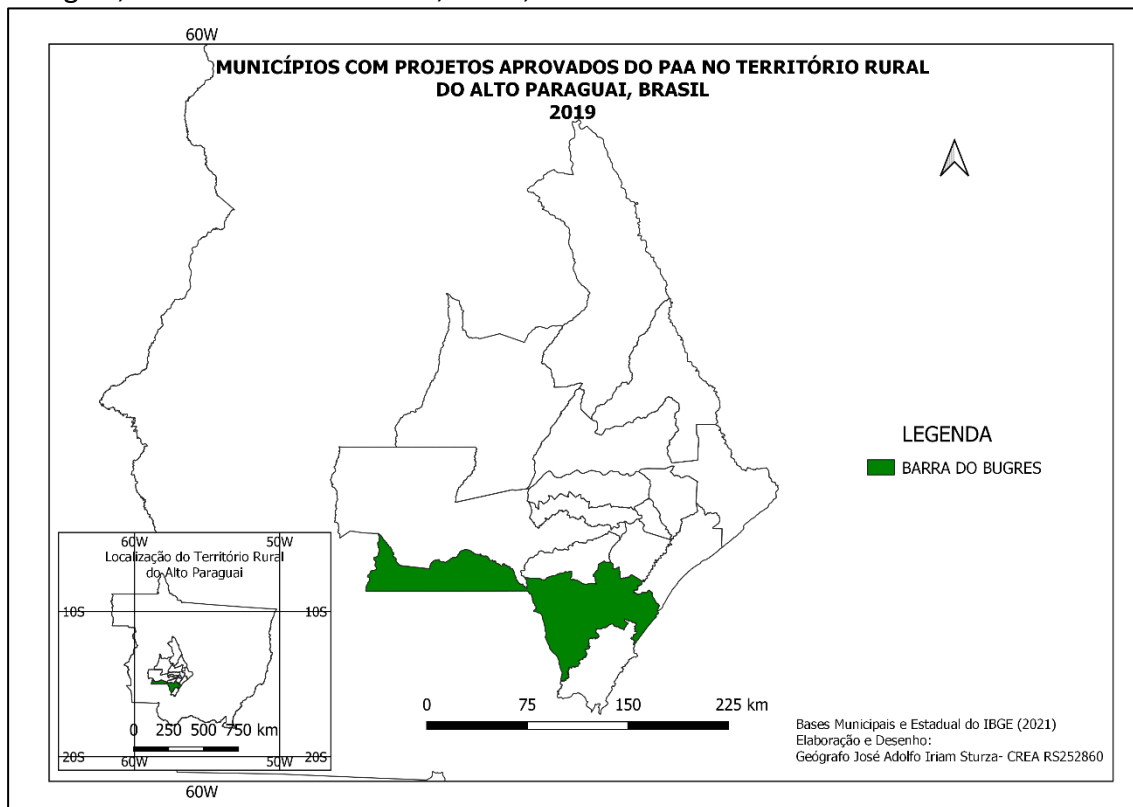 60W
MUNICÍPIOS COM PROJETOS APROVADOS DO PAA NO TERRITÓRIO RURAL
DO ALTO PARAGUAI, BRASIL
2019
LEGENDA
BARRA DO BUGRES
60W 50W
Localização do Território Rural
do Alto Paraguai
10S 10S
0 250 500 750 km
20S 20S
60W 50W
0 75 150 225 km
Bases Municipais e Estadual do IBGE (2021)
Elaboração e Desenho:
Geógrafo José Adolfo Iriam Sturza- CREA RS252860
60W